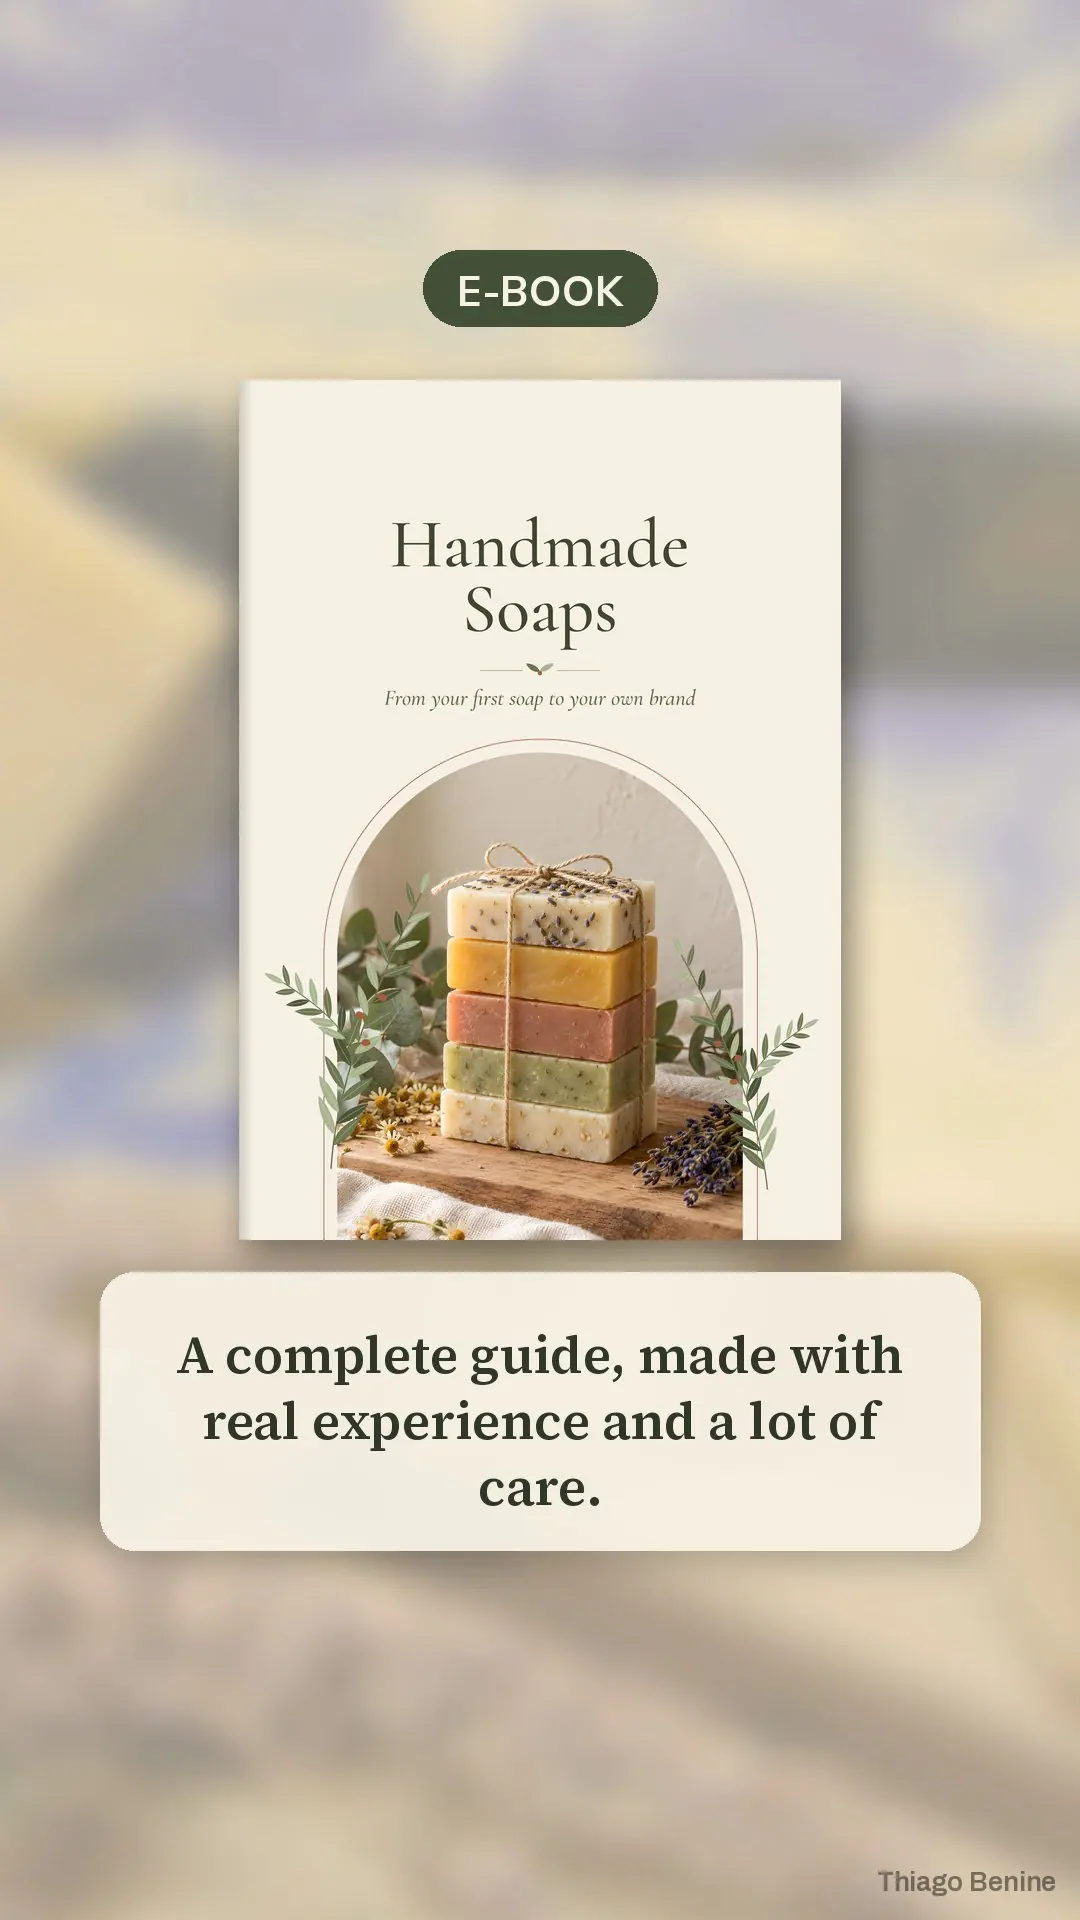 E-BOOK
Handmade
Soaps
From your first soap to your own brand
A complete guide, made with
real experience and a lot of
care.
Thiago Benine